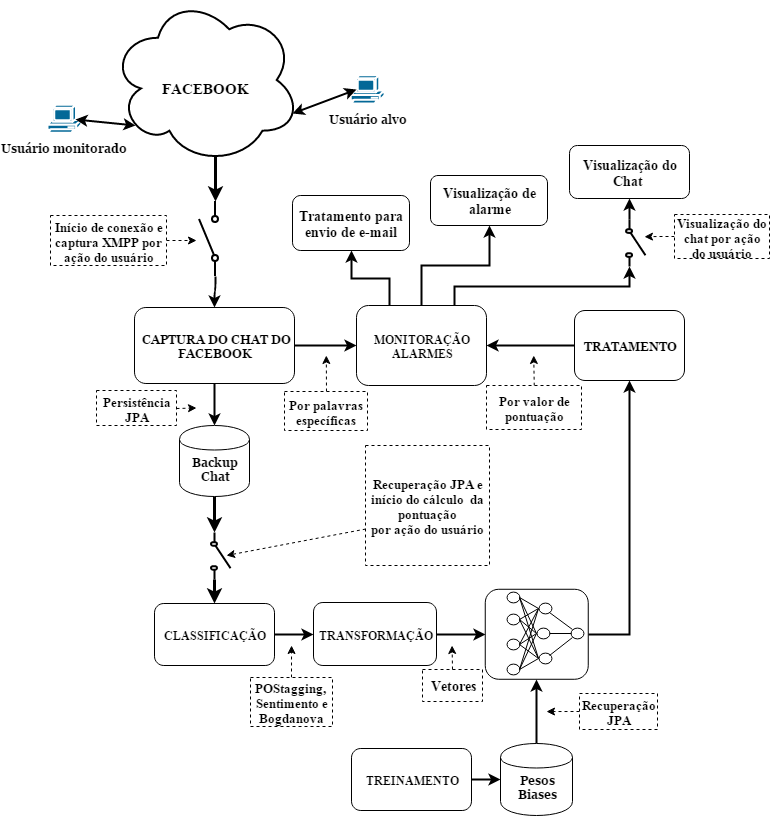 FACEBOOK
Usuário alvo
Usuário monitorado
Visualização do
Chat
Visualização de
alarme
Tratamento para
envio de e-mail
Início de conexão e
captura XMPP por
ação do usuário
Visualização do
chat por ação
do usuário
CAPTURA DO CHAT DO
FACEBOOK
MONITORAÇÃO
ALARMES
TRATAMENTO
Persistência
JPA
Por palavras
específicas
Por valor de
pontuação
Backup
Chat
Recuperação JPA e
início do cálculo da
pontuação
por ação do usuário
CLASSIFICAÇÃO
TRANSFORMAÇÃO
POStagging,
Sentimento e
Bogdanova
Vetores
Recuperação
JPA
TREINAMENTO
Pesos
Biases